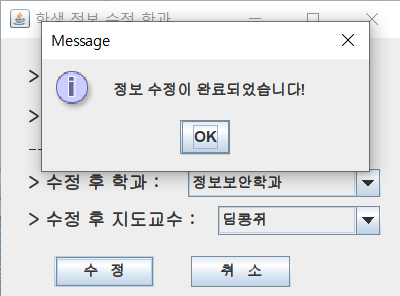 학생 정보 수정 학과
Message
정보 수정이 완료되었습니다!
OK
>
>
> 수정 후 학과 : 정보보안학과
> 수정 후 지도교수 : 딤콩쥐
수 정 취 소